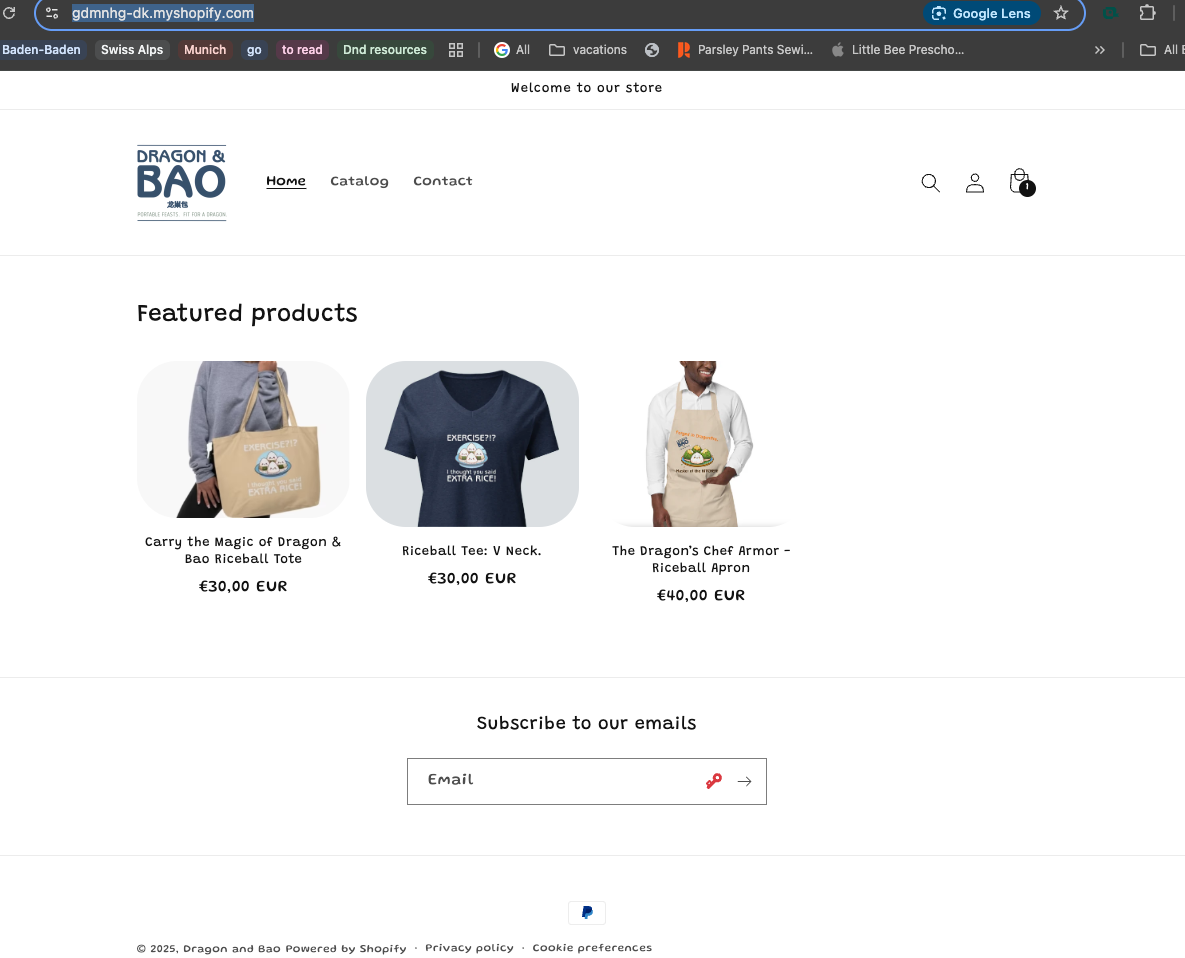 gdmnhg-dk.myshopify.com
Google Lens
Baden-Baden
Swiss Alps
Munich
go
to read
Dnd resources
All
vacations
Parsley Pants Sewi...
Little Bee Prescho...
»
All
Welcome to our store
DRAGON &
BAO
龙巢包
PORTABLE FEASTS. FIT FOR A DRAGON.
Home
Catalog
Contact
1
Featured products
EXERCISE?!?
I thought you said
EXTRA RICE!
EXERCISE?!?
I thought you said
EXTRA RICE!
BAO
Carry the Magic of Dragon &
Bao Riceball Tote
€30,00 EUR
Riceball Tee: V Neck.
€30,00 EUR
The Dragon's Chef Armor -
Riceball Apron
€40,00 EUR
Subscribe to our emails
Email
© 2025, Dragon and Bao Powered by Shopify · Privacy policy · Cookie preferences